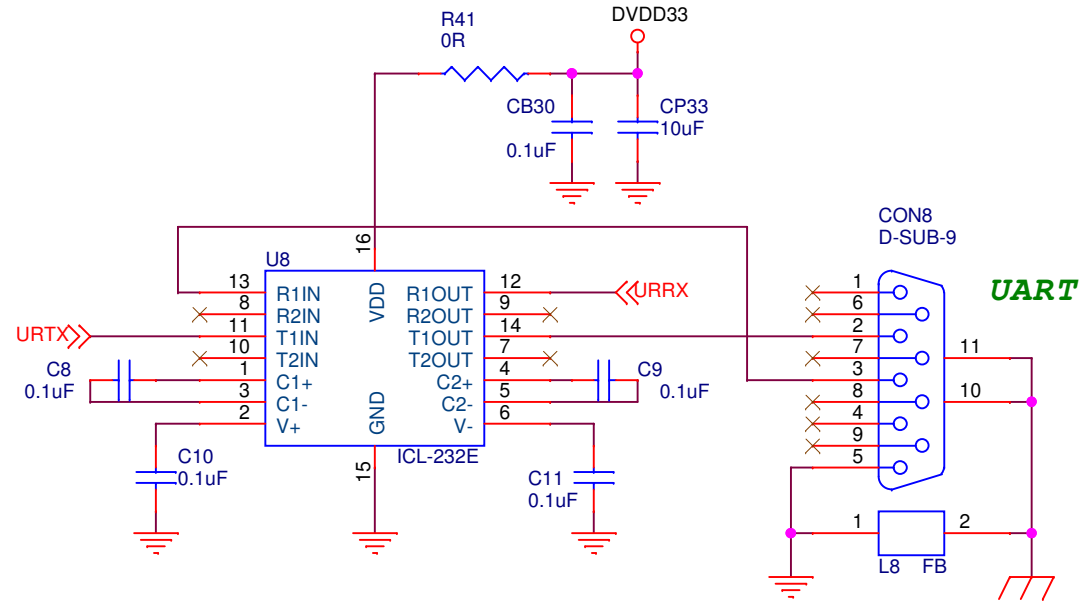 DVDD33
R41
0R
CB30
0.1uF
CP33
10uF
CON8
D-SUB-9
UART
U8
16
VDD
13 R1IN R1OUT 12
8 R2IN R2OUT 9
11 T1IN T1OUT 14
10 T2IN T2OUT 7
1 C1+ C2+ 4
3 C1- C2- 5
2 V+ V- 6
GND
15
ICL-232E
URTX
URRX
C8
0.1uF
C9
0.1uF
C10
0.1uF
C11
0.1uF
1
6
2
7
3
8
4
9
5
11
10
1 2
L8 FB